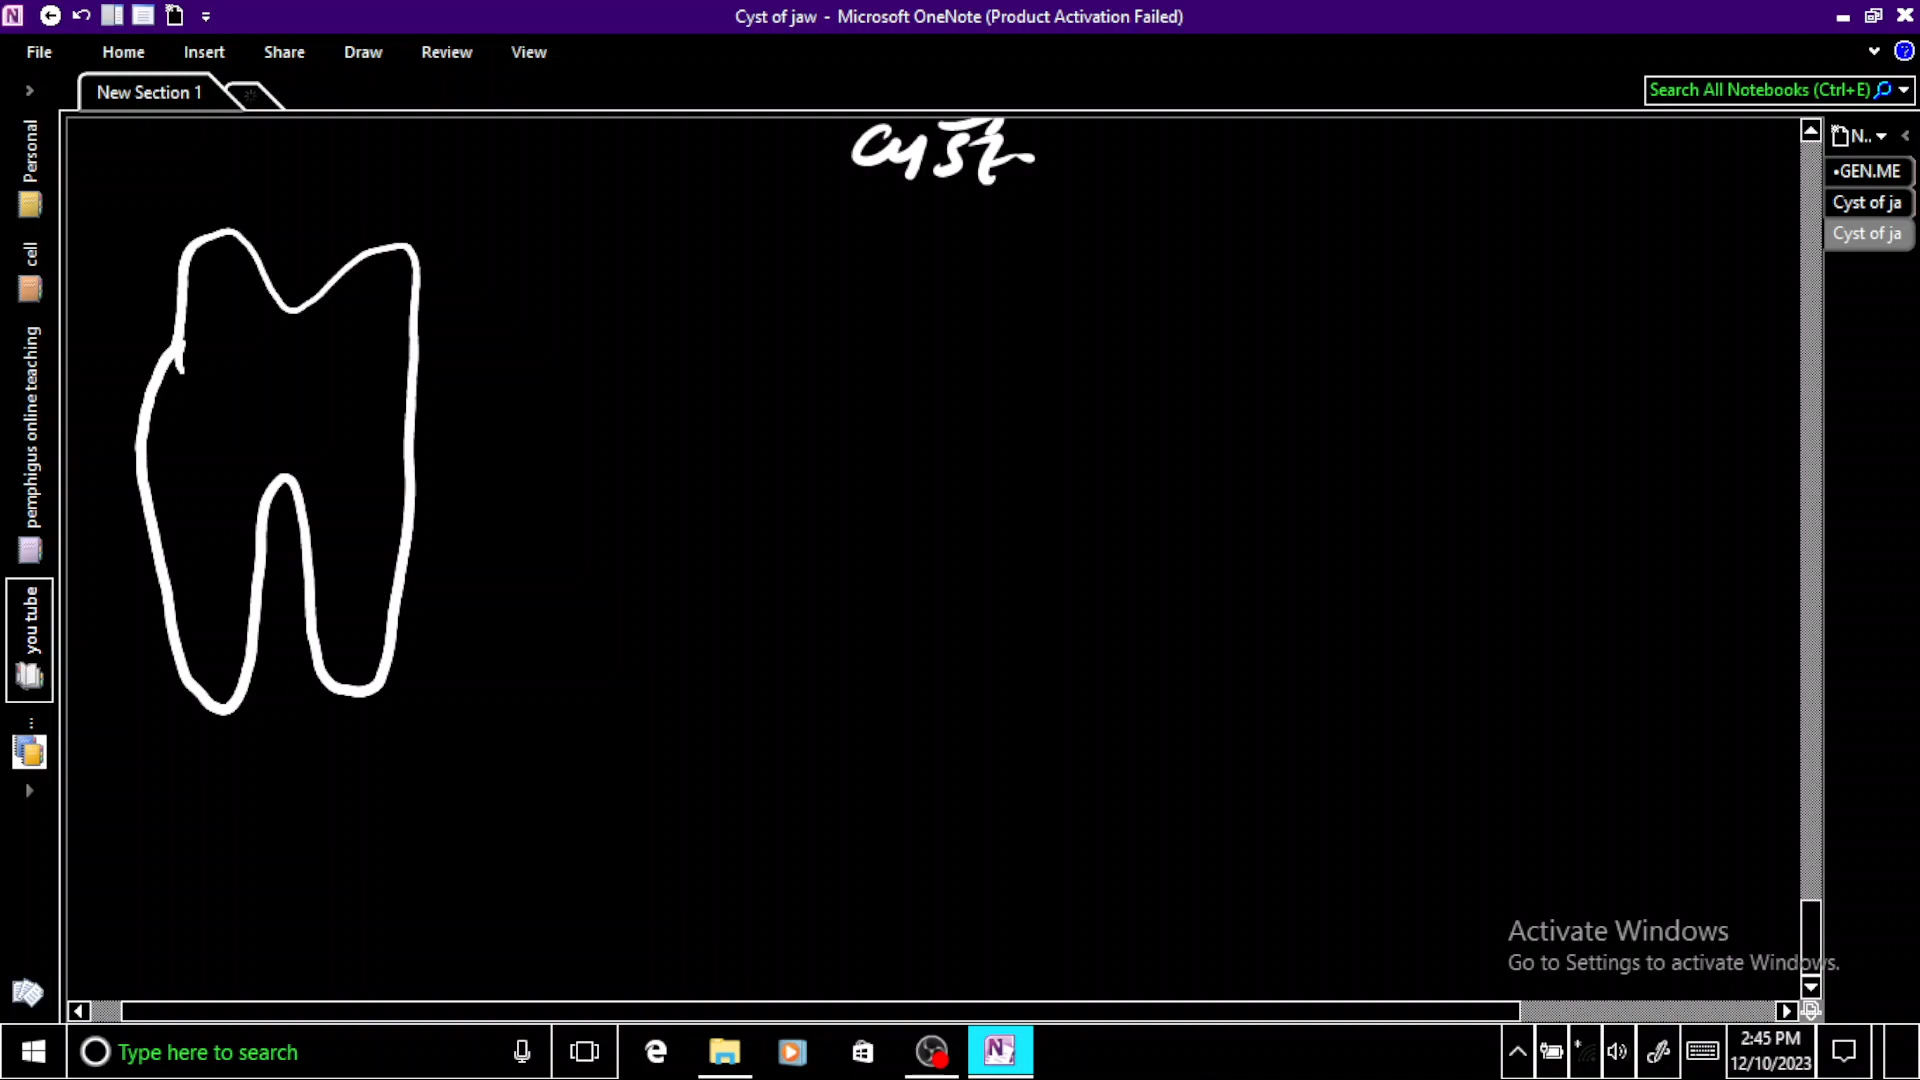 Cyst of jaw - Microsoft OneNote (Product Activation Failed)
File Home Insert Share Draw Review View
New Section 1
Search All Notebooks (Ctrl+E)
N..
•GEN.ME
Cyst of ja
Cyst of ja
Personal
cell
pemphigus online teaching
you tube
...
Cyst
Activate Windows
Go to Settings to activate Windows.
Type here to search
2:45 PM
12/10/2023